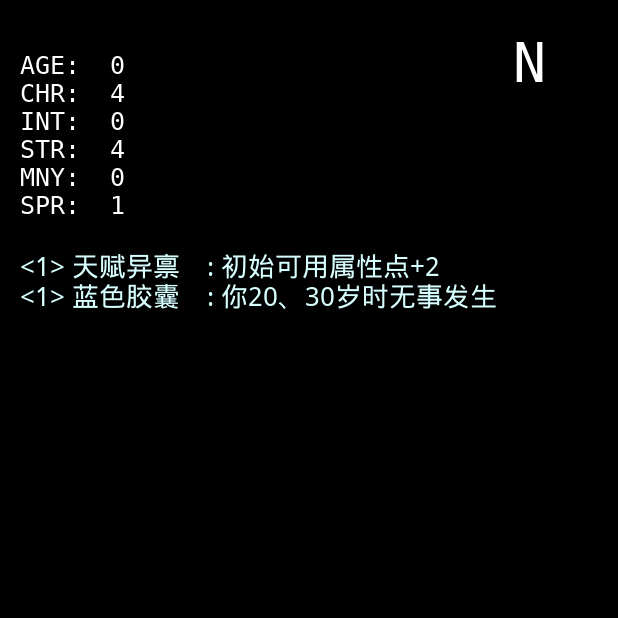 N
AGE: 0
CHR: 4
INT: 0
STR: 4
MNY: 0
SPR: 1
<1> 天赋异禀 : 初始可用属性点+2
<1> 蓝色胶囊 : 你20、30岁时无事发生